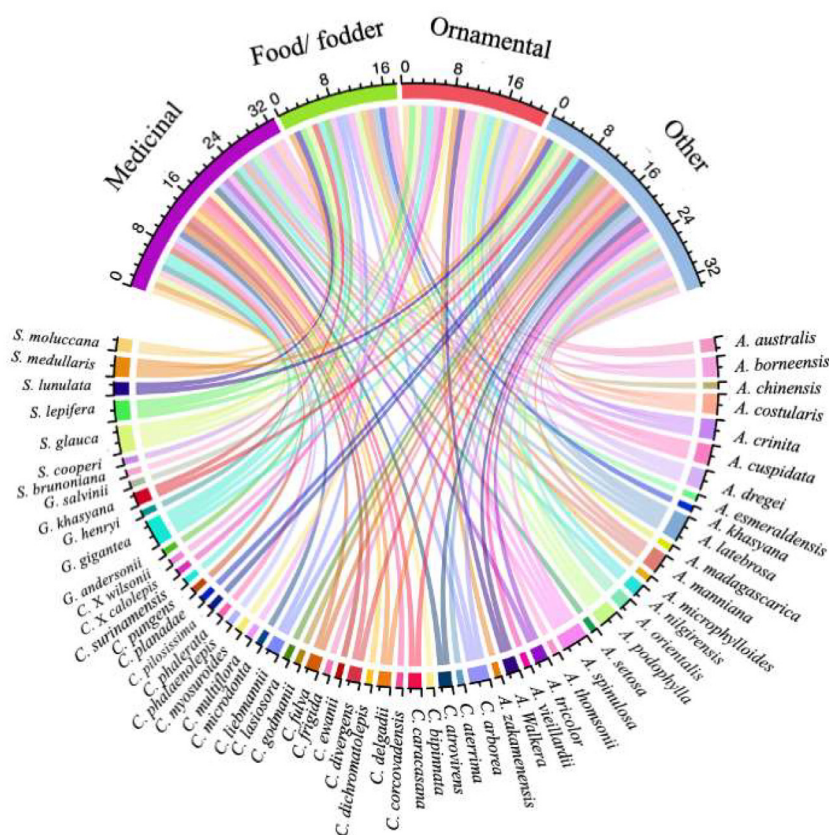 Medicinal
0
8
16
24
32
Food/ fodder
0
8
16
Ornamental
0
8
16
Other
0
8
16
24
32
S. moluccana
S. medullaris
S. lunulata
S. lepifera
S. glauca
S. cooperi
S. brunoniana
G. salvinii
G. khasyana
G. henryi
G. gigantea
G. andersonii
C. X wilsonii
C. X calolepis
C. surinamensis
C. pungens
C. planadae
C. pilosissima
C. phalerata
C. phalaenolepis
C. myosuroides
C. multiflora
C. microdonta
C. liebmannii
C. lastosora
C. godmanii
C. fulva
C. frigida
C. ewanii
C. divergens
C. dichromatolepis
C. delgadii
C. corcovadensis
C. caracasana
C. bipinnata
C. atrovirens
C. aterrima
C. arborea
A. zakamenensis
A. Walkera
A. vieillardii
A. tricolor
A. thomsonii
A. spinulosa
A. setosa
A. podophylla
A. orientalis
A. nilgirensis
A. microphylloides
A. manniana
A. madagascarica
A. latebrosa
A. khasyana
A. esmeraldensis
A. dregei
A. cuspidata
A. crinita
A. costularis
A. chinensis
A. borneensis
A. australis